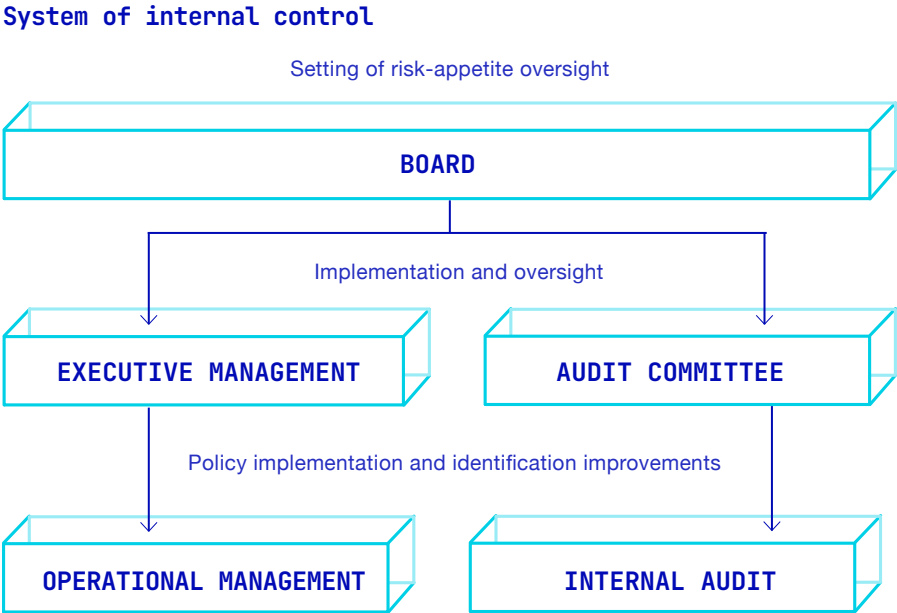 System of internal control
Setting of risk-appetite oversight
BOARD
Implementation and oversight
EXECUTIVE MANAGEMENT
AUDIT COMMITTEE
Policy implementation and identification improvements
OPERATIONAL MANAGEMENT
INTERNAL AUDIT